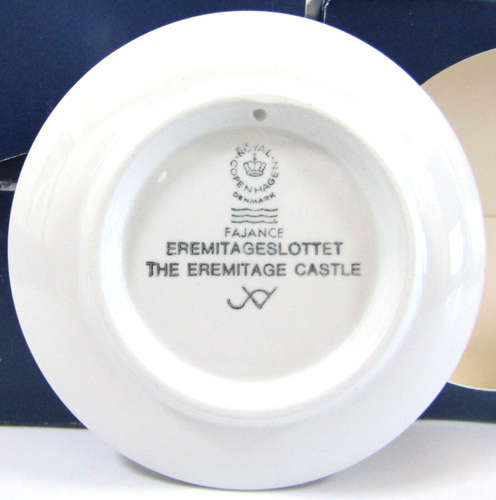 ROYAL
COPENHAGEN
DENMARK
FAJANCE
EREMITAGESLOTTET
THE EREMITAGE CASTLE